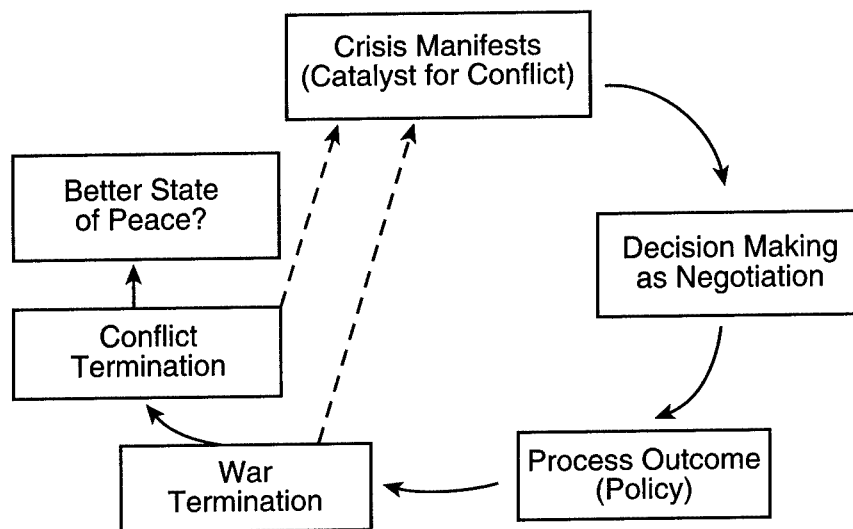 Crisis Manifests
(Catalyst for Conflict)
Better State
of Peace?
Decision Making
as Negotiation
Conflict
Termination
Process Outcome
(Policy)
War
Termination